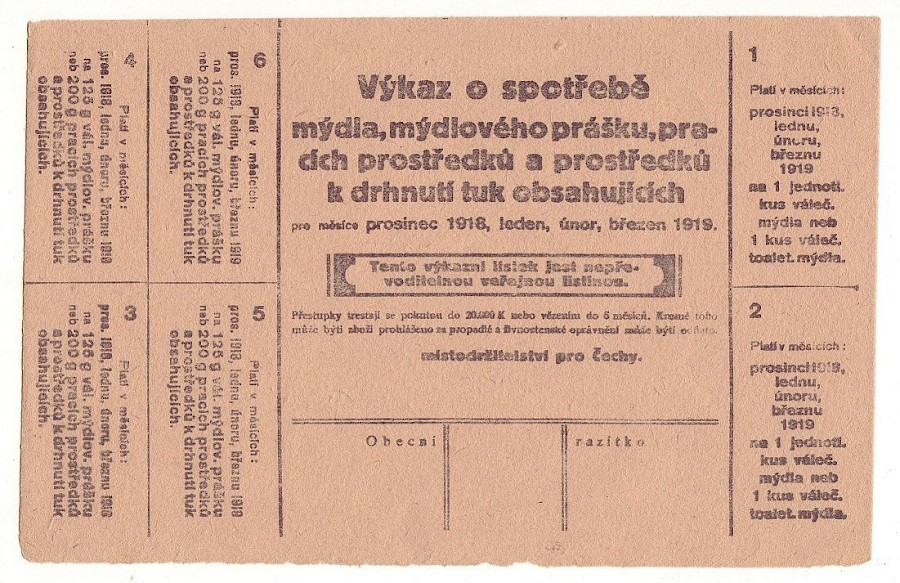 4
Platí v měsících:
pros. 1918, lednu, únoru, březnu 1919
na 125 g vál. mýdlov. prášku
neb 200 g pracích prostředků
a prostředků k drhnutí tuk
obsahujících.
6
Platí v měsících:
pros. 1918, lednu, únoru, březnu 1919
na 125 g vál. mýdlov. prášku
neb 200 g pracích prostředků
a prostředků k drhnutí tuk
obsahujících.
3
Platí v měsících:
pros. 1918, lednu, únoru, březnu 1919
na 125 g vál. mýdlov. prášku
neb 200 g pracích prostředků
a prostředků k drhnutí tuk
obsahujících.
5
Platí v měsících:
pros. 1918, lednu, únoru, březnu 1919
na 125 g vál. mýdlov. prášku
neb 200 g pracích prostředků
a prostředků k drhnutí tuk
obsahujících.
Výkaz o spotřebě
mýdla, mýdlového prášku, pra-
cích prostředků a prostředků
k drhnutí tuk obsahujících
pro měsíce prosinec 1918, leden, únor, březen 1919.
Tento výkazní lístek jest nepře-
voditelnou veřejnou listinou.
Přestupky trestají se pokutou do 20.000 K nebo vězením do 6 měsíců. Kromě toho
může býti zboží prohlášeno za propadlé a živnostenské oprávnění může býti odňato.
místodržitelství pro Čechy.
Obecní razítko
1
Platí v měsících:
prosinci 1918,
lednu,
únoru,
březnu
1919
na 1 jednotl.
kus váleč.
mýdla neb
1 kus váleč.
toalet. mýdla.
2
Platí v měsících:
prosinci 1918,
lednu,
únoru,
březnu
1919
na 1 jednotl.
kus váleč.
mýdla neb
1 kus váleč.
toalet. mýdla.